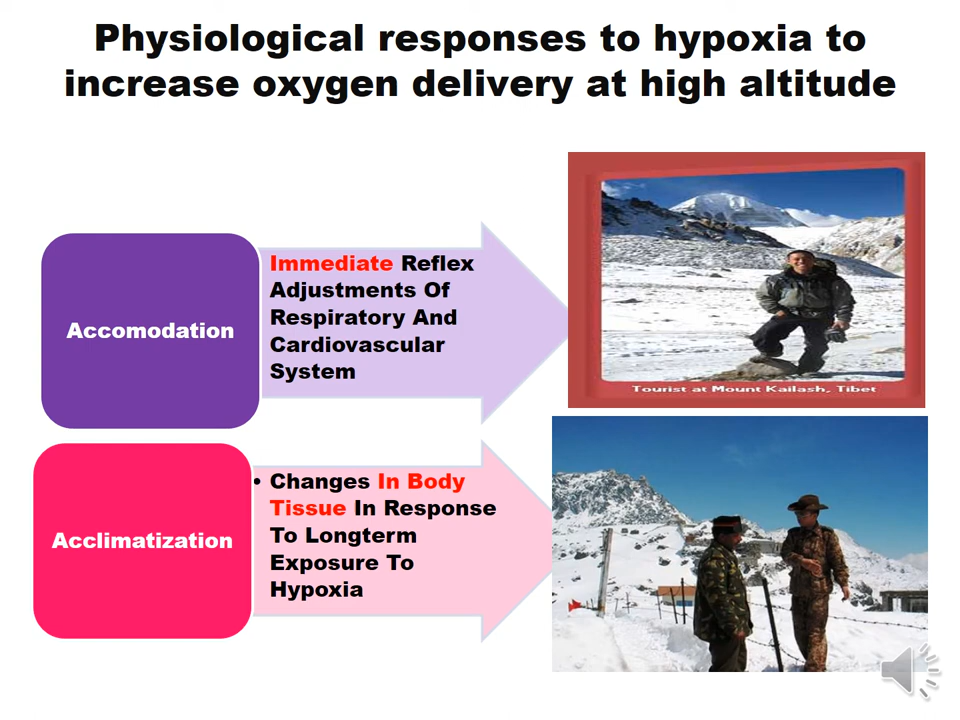 Physiological responses to hypoxia to
increase oxygen delivery at high altitude
Accomodation
Immediate Reflex
Adjustments Of
Respiratory And
Cardiovascular
System
Tourist at Mount Kailash, Tibet
Acclimatization
• Changes In Body
Tissue In Response
To Longterm
Exposure To
Hypoxia